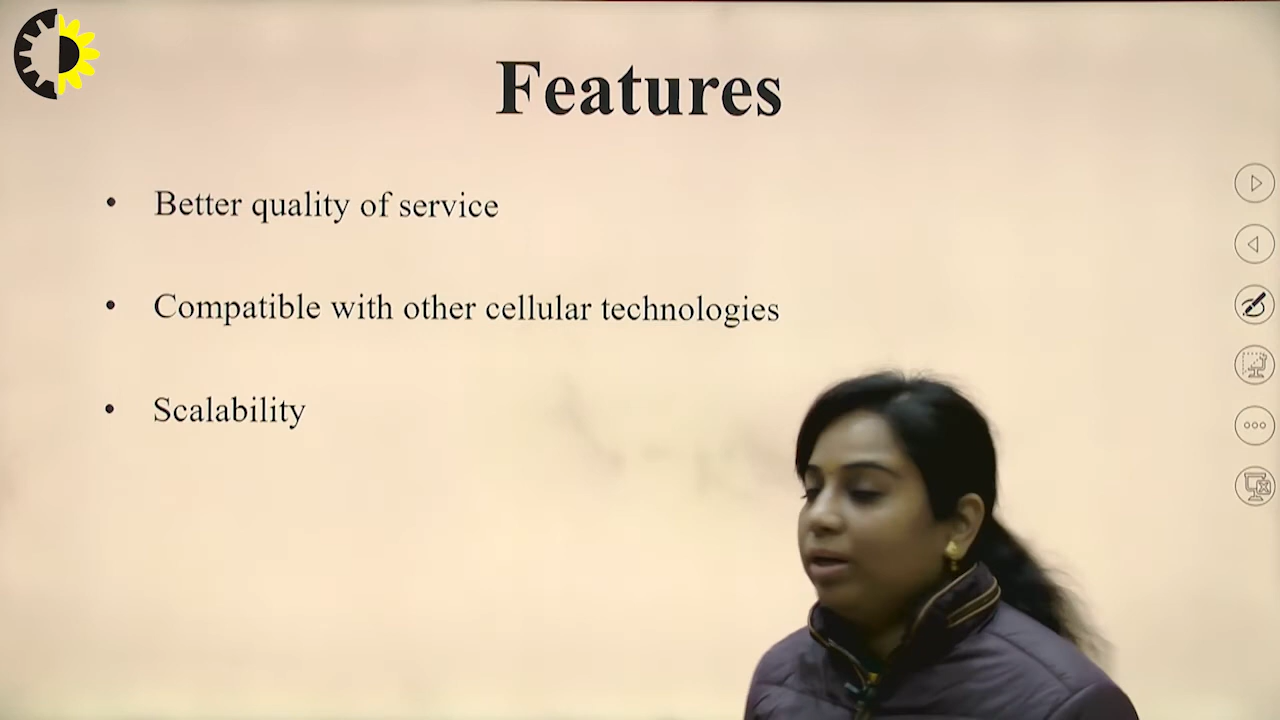 Features
• Better quality of service
• Compatible with other cellular technologies
• Scalability